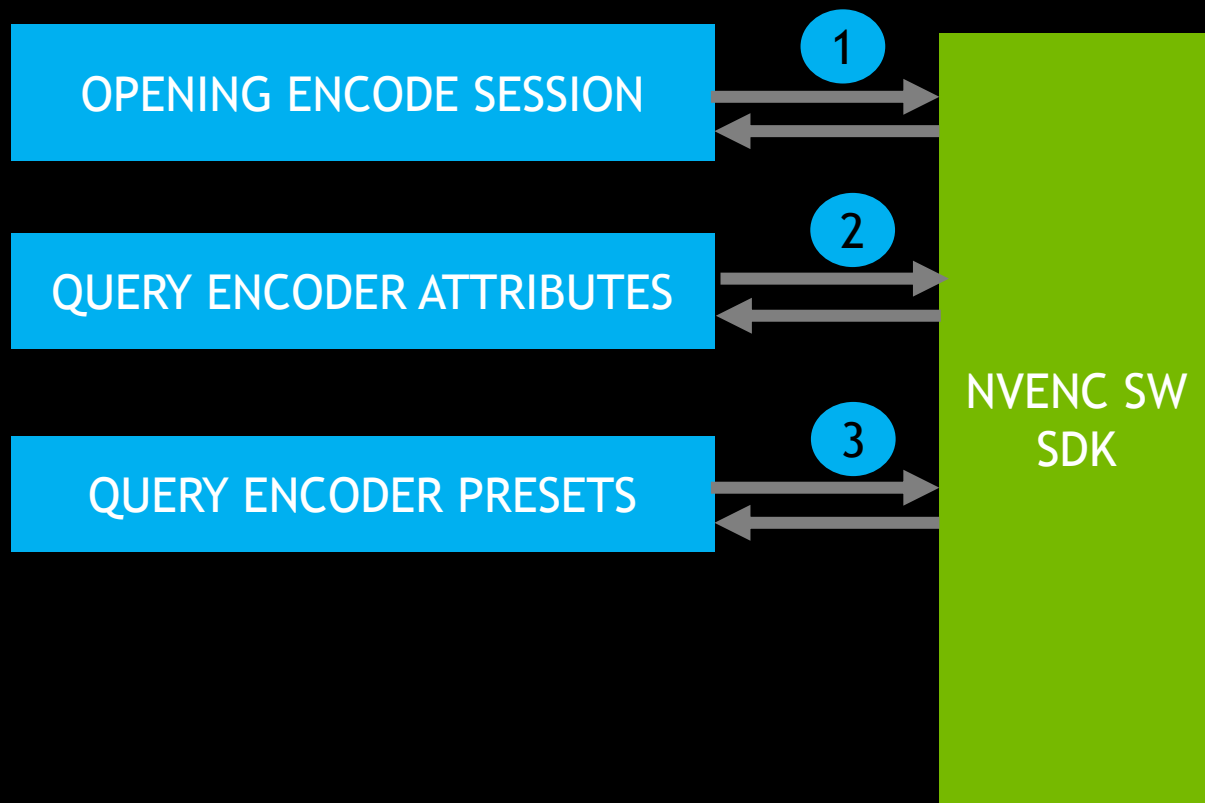 OPENING ENCODE SESSION
1
QUERY ENCODER ATTRIBUTES
2
QUERY ENCODER PRESETS
3
NVENC SW
SDK